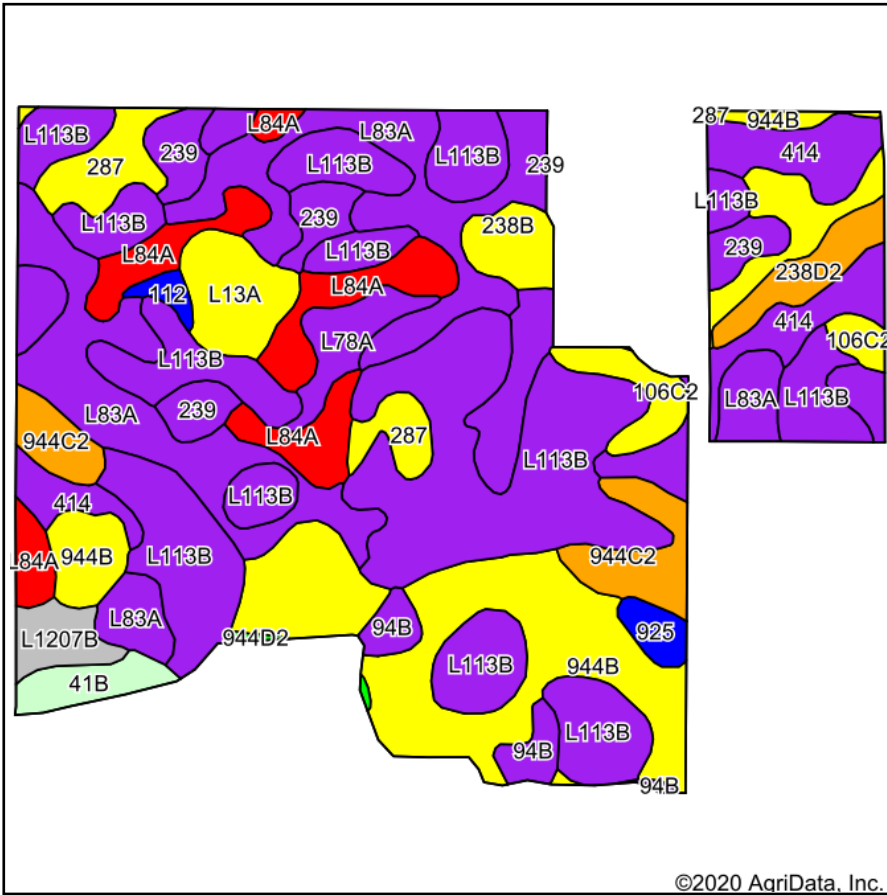 L84A
L113B
L83A
287
239
L113B
L113B
239
L113B
239
238B
L84A
L113B
112
L13A
L84A
L78A
L113B
L83A
239
944C2
L84A
287
106C2
L113B
L113B
414
L84A
944B
L113B
944C2
L83A
L1207B
944D2
94B
925
41B
L113B
944B
L113B
94B
94B
287
944B
414
L113B
239
238D2
414
106C2
L83A
L113B
©2020 AgriData, Inc.